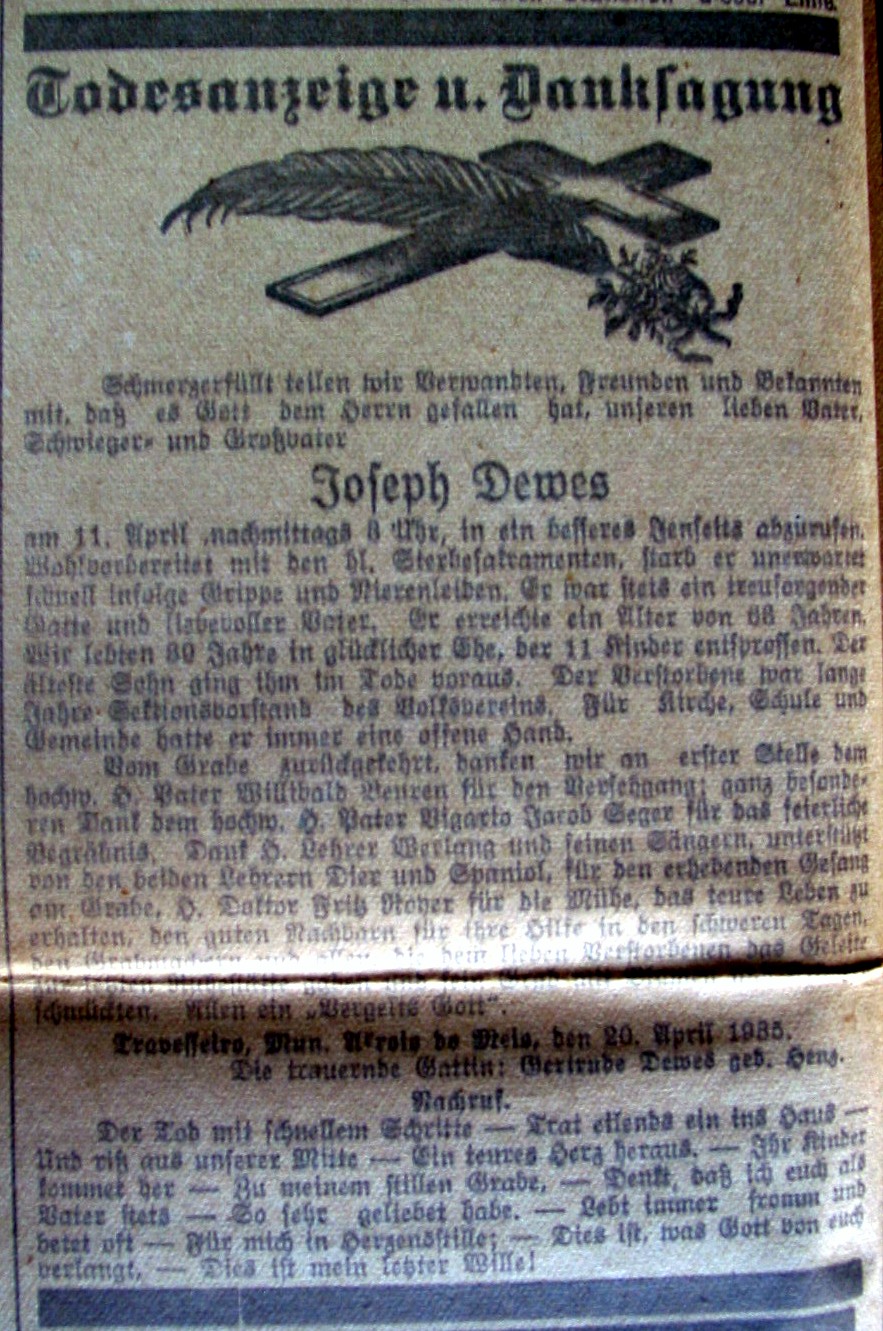 Todesanzeige u. Danksagung
Schmerzerfüllt teilen wir Verwandten, Freunden und Bekannten
mit, daß es Gott dem Herrn gefallen hat, unseren lieben Vater,
Schwieger- und Großvater
Joseph Dewes
am 11. April nachmittags 8 Uhr, in ein besseres Jenseits abzurufen.
Wohlvorbereitet mit den hl. Sterbesakramenten, starb er unerwartet
schnell infolge Grippe und Nierenleiden. Er war stets ein treusorgender
Gatte und liebevoller Vater. Er erreichte ein Alter von 68 Jahren.
Wir lebten 39 Jahre in glücklicher Ehe, der 11 Kinder entsprossen. Der
älteste Sohn ging ihm im Tode voraus. Der Verstorbene war lange
Jahre Sektionsvorstand des Volksvereins. Für Kirche, Schule und
Gemeinde hatte er immer eine offene Hand.
Vom Grabe zurückgekehrt, danken wir an erster Stelle dem
hochw. H. Pater Willibald für den Versehgang; ganz besonde-
ren Dank dem hochw. H. Pater Vigario Jacob Seger für das feierliche
Begräbnis. Dank H. Lehrer Werlang und seinen Sängern, unterstützt
von den beiden Lehrern Dier und Spaniol, für den erhebenden Gesang
am Grabe, H. Doktor Fritz für die Mühe, das teure Leben zu
erhalten, den guten Nachbarn für ihre Hilfe in den schweren Tagen,
den Grabmachern und allen, die dem lieben Verstorbenen das Geleite
schmückten. Allen ein „Vergelts Gott".
Travesseiro, Mun. Arroio do Meio, den 20. April 1935.
Die trauernde Gattin: Gertrude Dewes geb. Henz.
Nachruf.
Der Tod mit schnellem Schritte — Trat eilends ein ins Haus —
Und riß aus unserer Mitte — Ein teures Herz heraus. — Ihr Kinder
kommet her — Zu meinem stillen Grabe, — Denkt, daß ich euch als
Vater stets — So sehr geliebet habe. — Lebt immer fromm und
betet oft — Für mich in Herzensstille; — Dies ist, was Gott von euch
verlangt, — Dies ist mein letzter Wille!